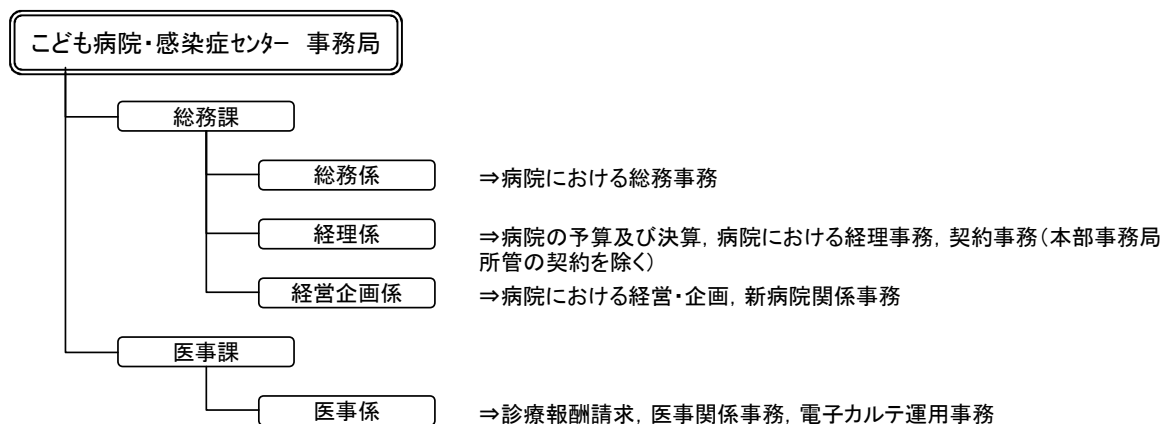 こども病院・感染症センター 事務局
総務課
総務係 ⇒病院における総務事務
経理係 ⇒病院の予算及び決算，病院における経理事務，契約事務（本部事務局
所管の契約を除く）
経営企画係 ⇒病院における経営・企画，新病院関係事務
医事課
医事係 ⇒診療報酬請求，医事関係事務，電子カルテ運用事務